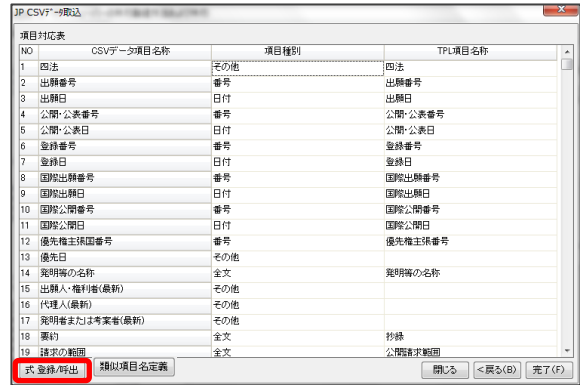 JP CSVﾃﾞｰﾀ取込
項目対応表
NO CSVデータ項目名称 項目種別 TPL項目名称
1 四法 その他 四法
2 出願番号 番号 出願番号
3 出願日 日付 出願日
4 公開・公表番号 番号 公開・公表番号
5 公開・公表日 日付 公開・公表日
6 登録番号 番号 登録番号
7 登録日 日付 登録日
8 国際出願番号 番号 国際出願番号
9 国際出願日 日付 国際出願日
10 国際公開番号 番号 国際公開番号
11 国際公開日 日付 国際公開日
12 優先権主張国番号 番号 優先権主張番号
13 優先日 その他
14 発明等の名称 全文 発明等の名称
15 出願人・権利者(最新) その他
16 代理人(最新) その他
17 発明者または考案者(最新) その他
18 要約 全文 抄録
19 請求の範囲 全文 公開請求範囲
式 登録/呼出 類似項目名定義 閉じる <戻る(B) 完了(F)